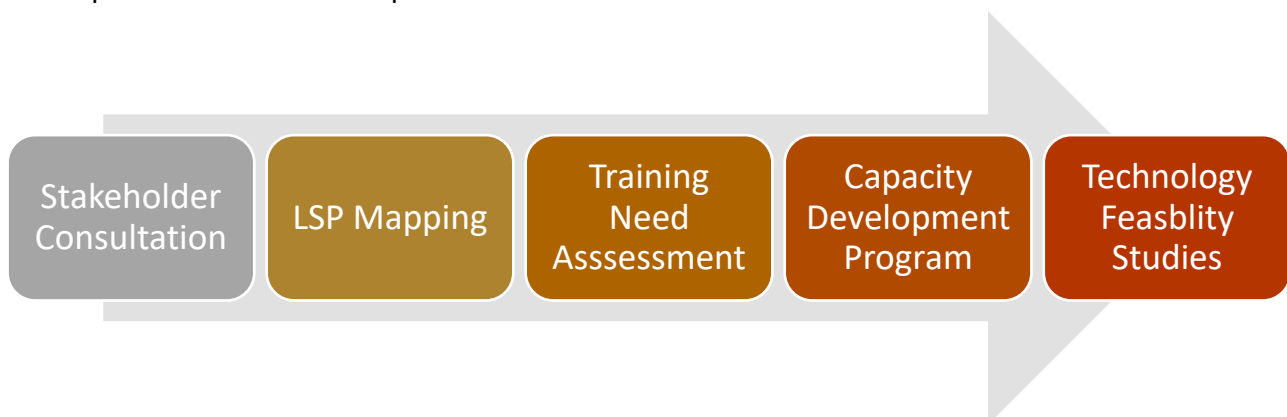 Stakeholder
Consultation
LSP Mapping
Training
Need
Asssessment
Capacity
Development
Program
Technology
Feasblity
Studies